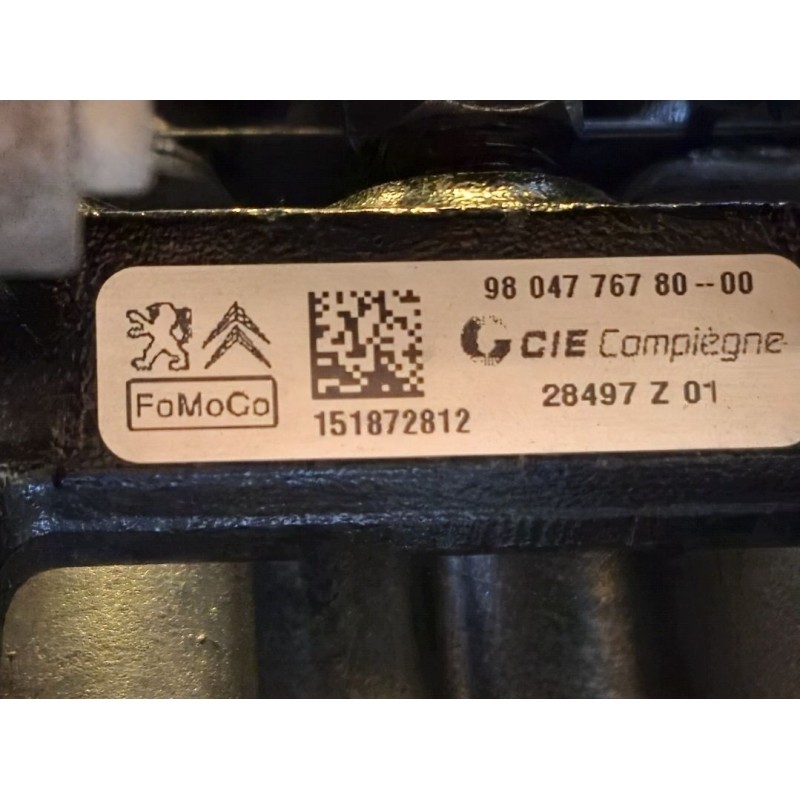 98 047 767 80--00
CIE Compiègne
28497 Z 01
FoMoCo
151872812